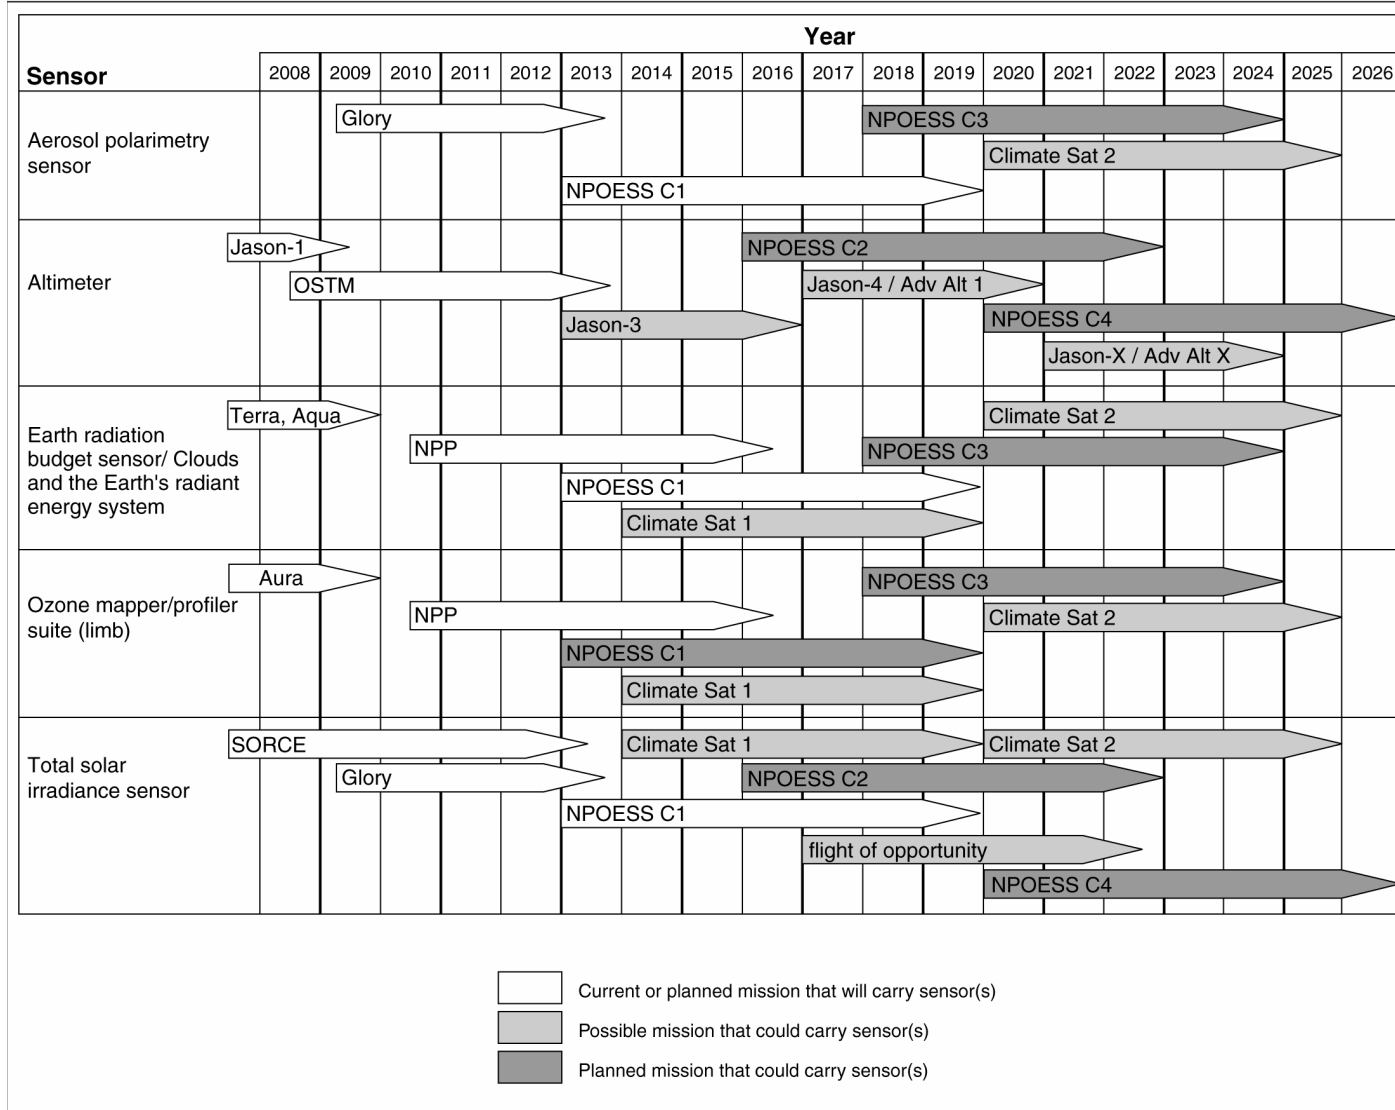 Year
Sensor
2008 2009 2010 2011 2012 2013 2014 2015 2016 2017 2018 2019 2020 2021 2022 2023 2024 2025 2026
Aerosol polarimetry
sensor
Glory
NPOESS C3
Climate Sat 2
NPOESS C1
Altimeter
Jason-1
NPOESS C2
OSTM
Jason-4 / Adv Alt 1
Jason-3
NPOESS C4
Jason-X / Adv Alt X
Earth radiation
budget sensor/ Clouds
and the Earth's radiant
energy system
Terra, Aqua
Climate Sat 2
NPP
NPOESS C3
NPOESS C1
Climate Sat 1
Ozone mapper/profiler
suite (limb)
Aura
NPOESS C3
NPP
Climate Sat 2
NPOESS C1
Climate Sat 1
Total solar
irradiance sensor
SORCE
Climate Sat 1
Climate Sat 2
Glory
NPOESS C2
NPOESS C1
flight of opportunity
NPOESS C4
Current or planned mission that will carry sensor(s)
Possible mission that could carry sensor(s)
Planned mission that could carry sensor(s)